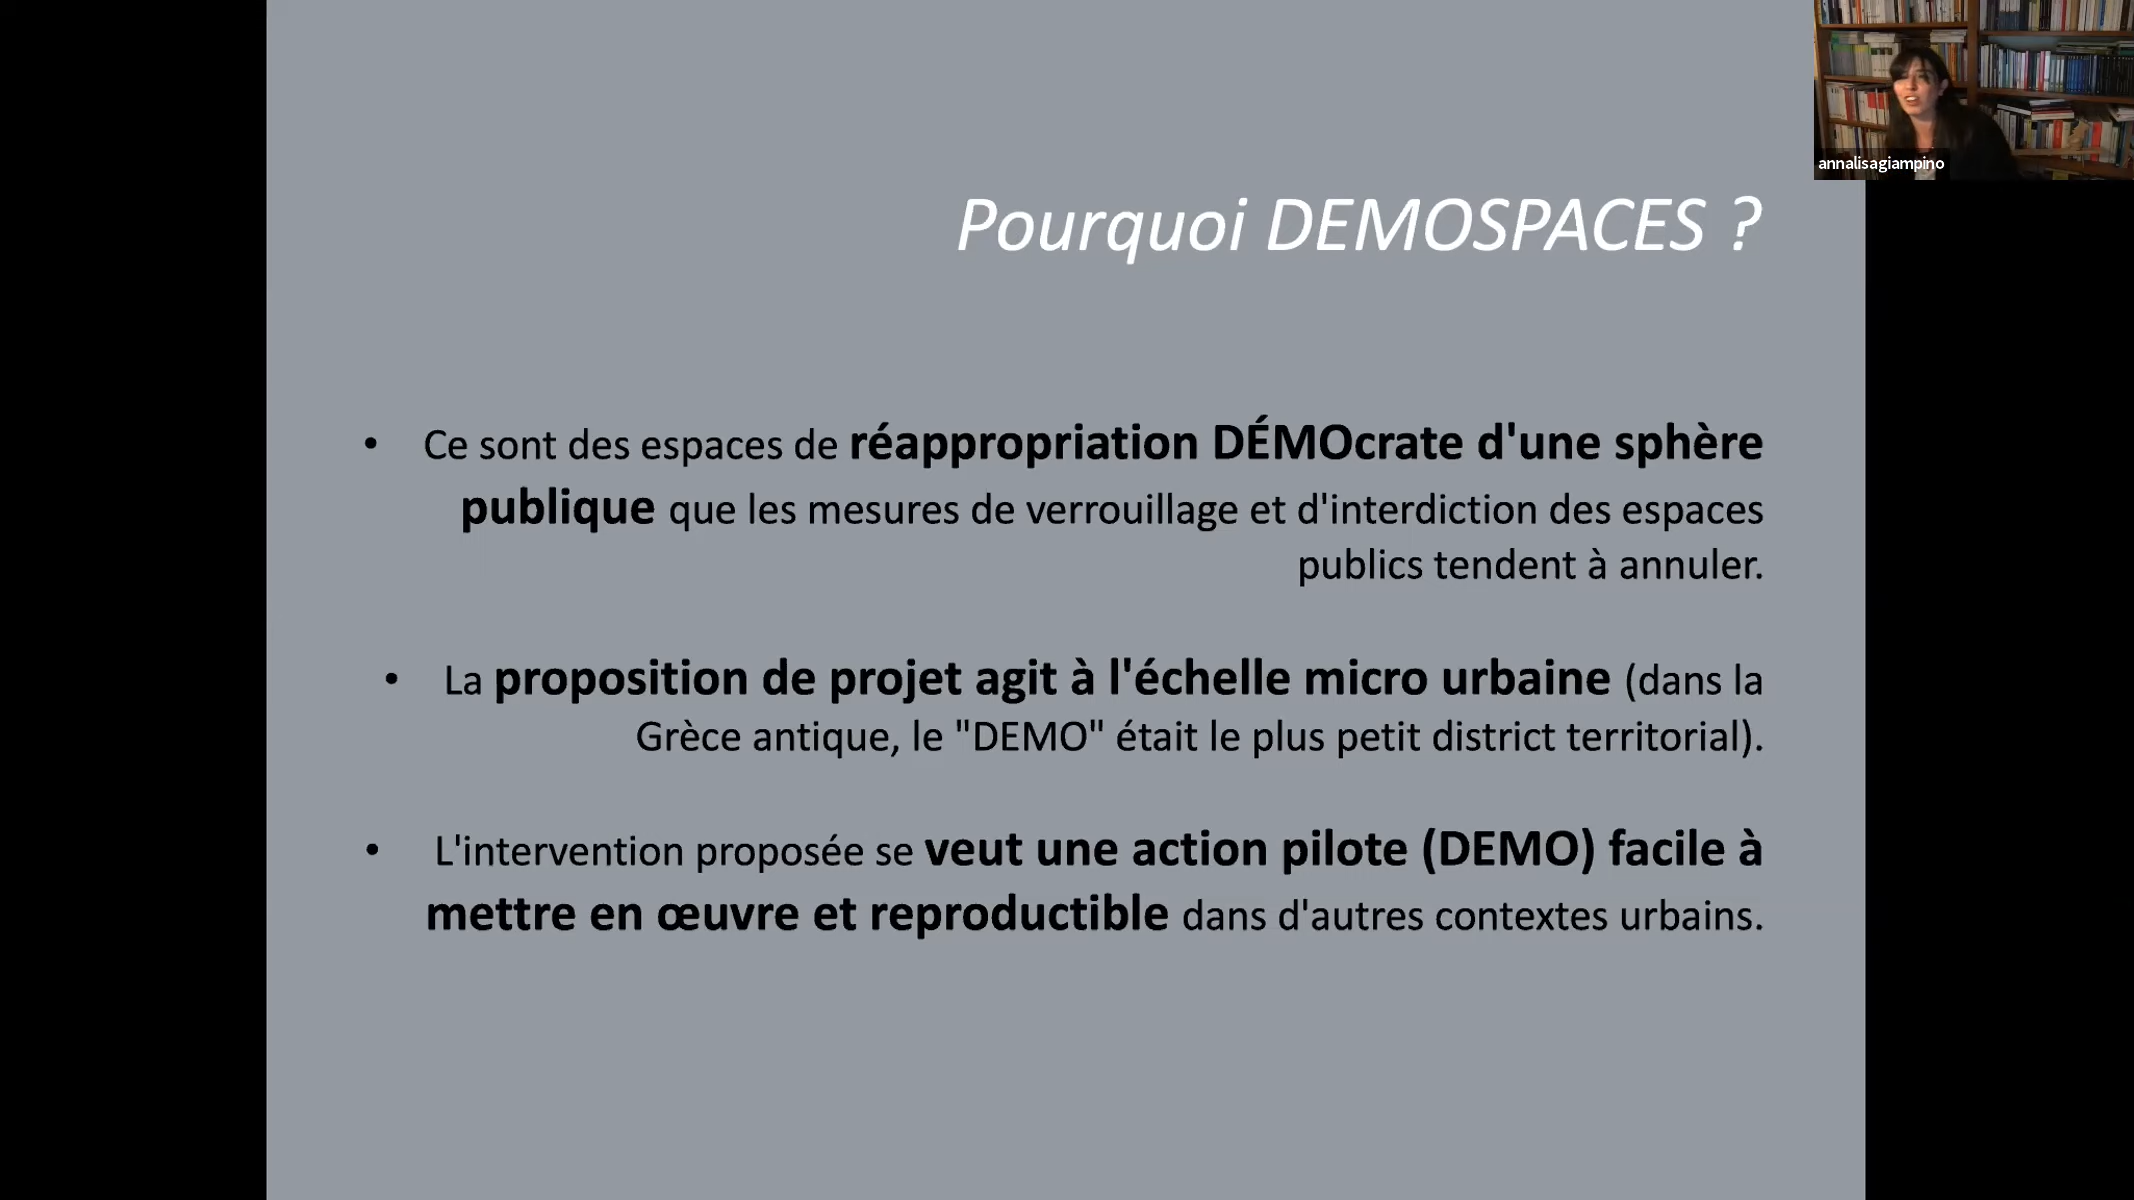 annalisagiampino
Pourquoi DEMOSPACES ?
• Ce sont des espaces de réappropriation DÉMOcrate d'une sphère
publique que les mesures de verrouillage et d'interdiction des espaces
publics tendent à annuler.
• La proposition de projet agit à l'échelle micro urbaine (dans la
Grèce antique, le "DEMO" était le plus petit district territorial).
• L'intervention proposée se veut une action pilote (DEMO) facile à
mettre en œuvre et reproductible dans d'autres contextes urbains.